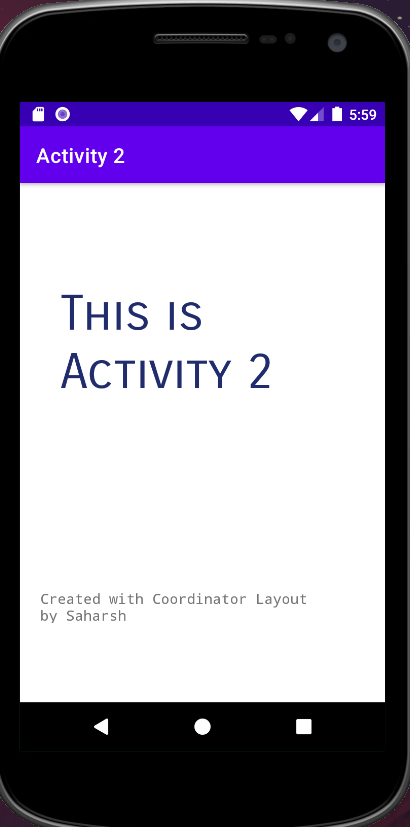 5:59
Activity 2
This is
Activity 2
Created with Coordinator Layout
by Saharsh